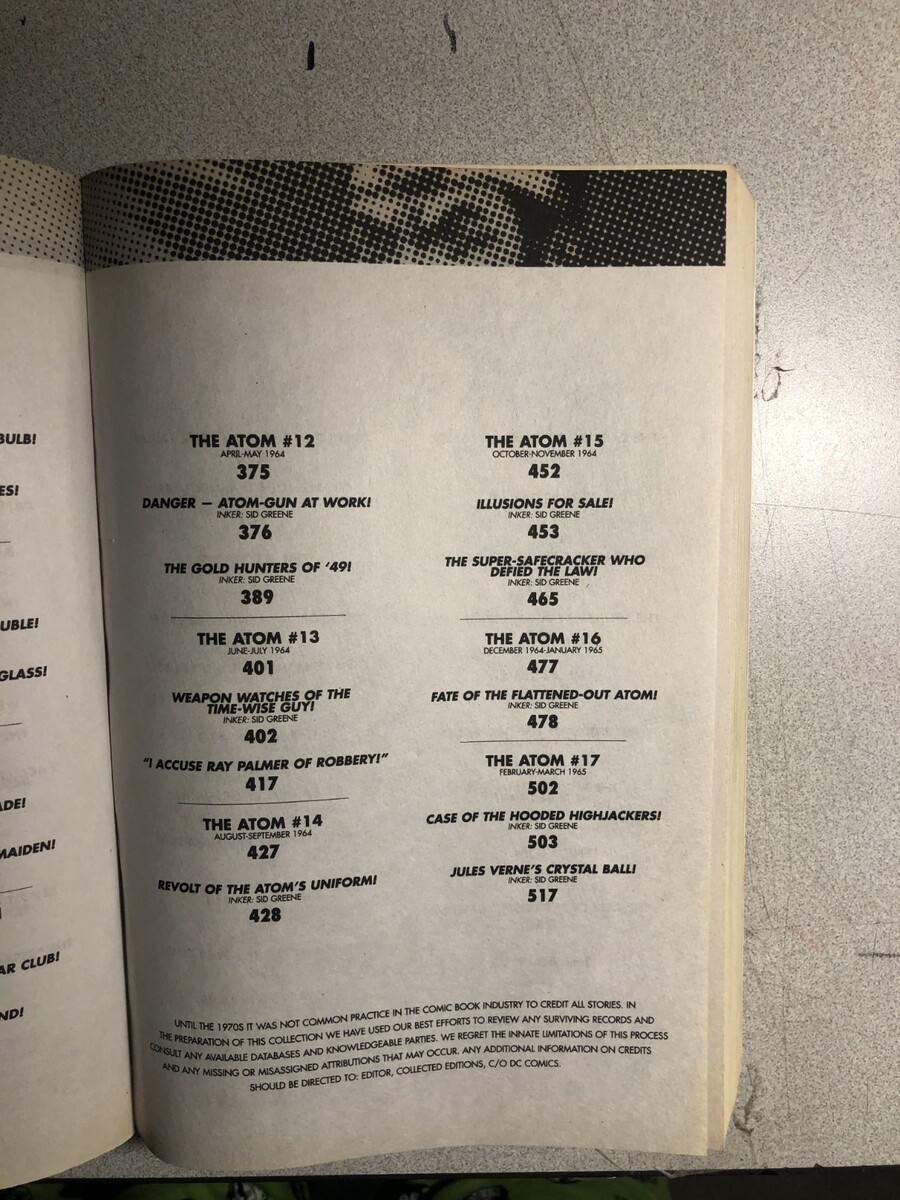 BULB!
ES!
UBLE!
GLASS!
ADE!
MAIDEN!
AR CLUB!
ND!
THE ATOM #12
APRIL-MAY 1964
375
DANGER — ATOM-GUN AT WORK!
INKER: SID GREENE
376
THE GOLD HUNTERS OF '49!
INKER: SID GREENE
389
THE ATOM #13
JUNE-JULY 1964
401
WEAPON WATCHES OF THE
TIME-WISE GUY!
INKER: SID GREENE
402
"I ACCUSE RAY PALMER OF ROBBERY!"
417
THE ATOM #14
AUGUST-SEPTEMBER 1964
427
REVOLT OF THE ATOM'S UNIFORM!
INKER: SID GREENE
428
THE ATOM #15
OCTOBER-NOVEMBER 1964
452
ILLUSIONS FOR SALE!
INKER: SID GREENE
453
THE SUPER-SAFECRACKER WHO
DEFIED THE LAW!
INKER: SID GREENE
465
THE ATOM #16
DECEMBER 1964-JANUARY 1965
477
FATE OF THE FLATTENED-OUT ATOM!
INKER: SID GREENE
478
THE ATOM #17
FEBRUARY-MARCH 1965
502
CASE OF THE HOODED HIGHJACKERS!
INKER: SID GREENE
503
JULES VERNE'S CRYSTAL BALL!
INKER: SID GREENE
517
UNTIL THE 1970S IT WAS NOT COMMON PRACTICE IN THE COMIC BOOK INDUSTRY TO CREDIT ALL STORIES. IN
THE PREPARATION OF THIS COLLECTION WE HAVE USED OUR BEST EFFORTS TO REVIEW ANY SURVIVING RECORDS AND
CONSULT ANY AVAILABLE DATABASES AND KNOWLEDGEABLE PARTIES. WE REGRET THE INNATE LIMITATIONS OF THIS PROCESS
AND ANY MISSING OR MISASSIGNED ATTRIBUTIONS THAT MAY OCCUR. ANY ADDITIONAL INFORMATION ON CREDITS
SHOULD BE DIRECTED TO: EDITOR, COLLECTED EDITIONS, C/O DC COMICS.